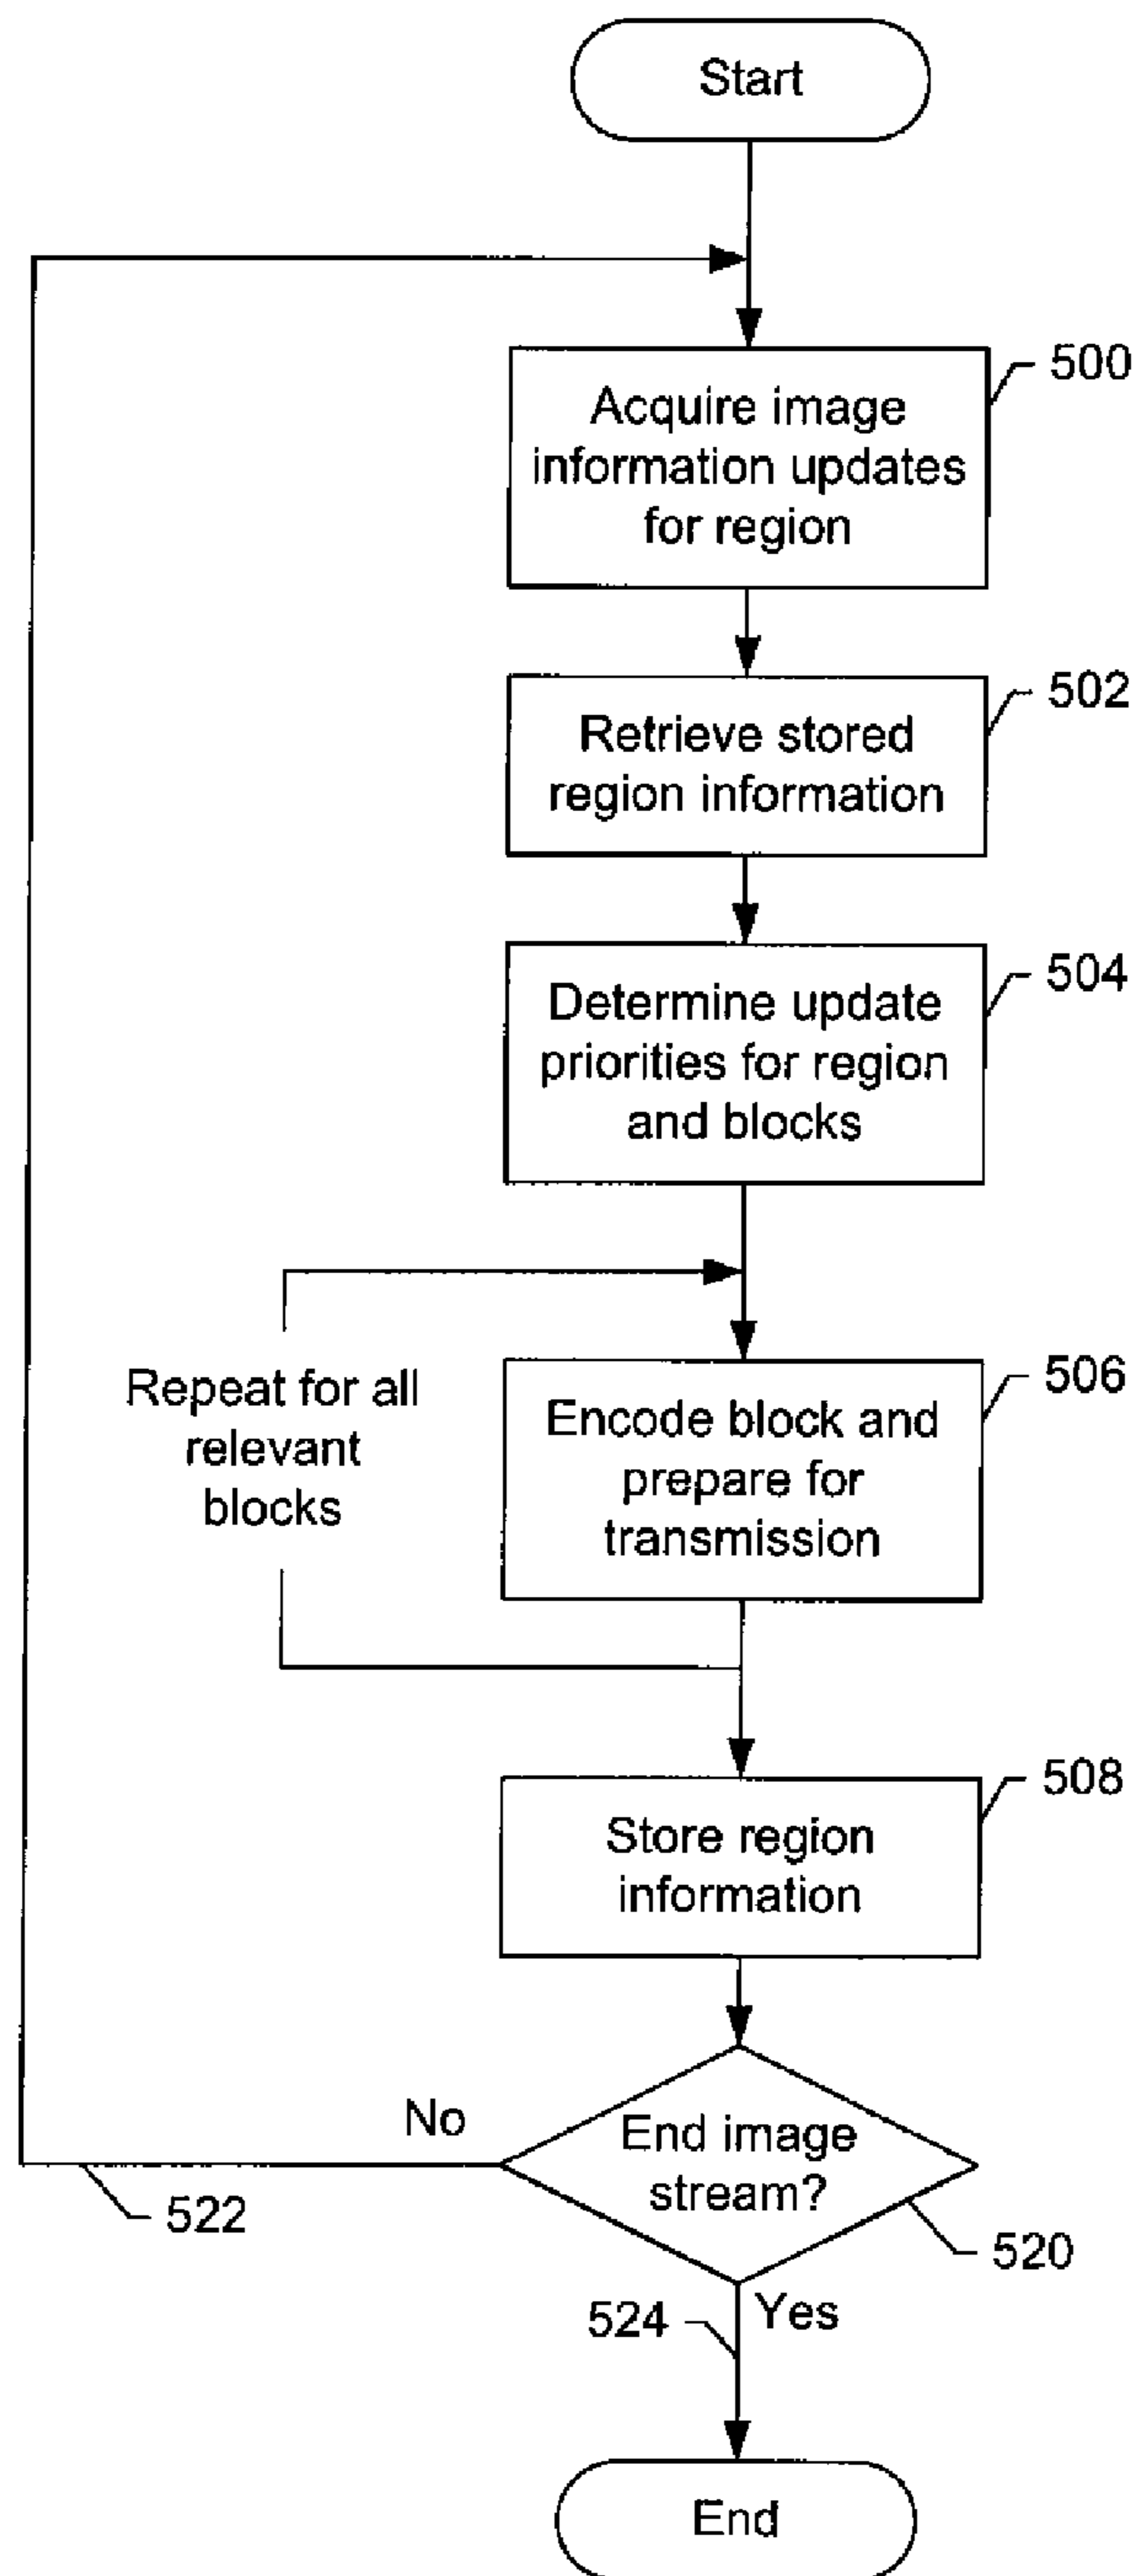 Start
500
Acquire image
information updates
for region
502
Retrieve stored
region information
504
Determine update
priorities for region
and blocks
Repeat for all
relevant
blocks
506
Encode block and
prepare for
transmission
508
Store region
information
No
End image
stream?
522
520
524
Yes
End